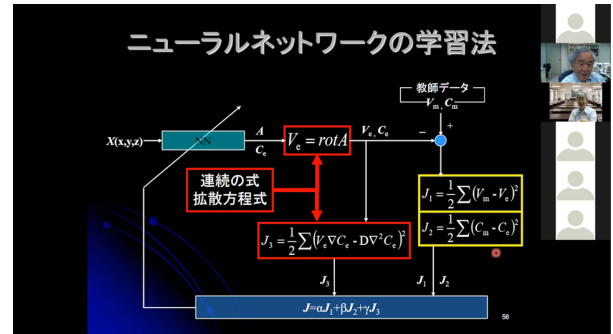 ニューラルネットワークの学習法
教師データ
Vm, Cm
X(x,y,z)
NN
A
Ce
Ve = rotA
Ve, Ce
−
+
連続の式
拡散方程式
J1 = 1/2 ∑(Vm - Ve)²
J2 = 1/2 ∑(Cm - Ce)²
J3 = 1/2 ∑(Ve∇Ce - D∇²Ce)²
J3
J1
J2
J=αJ1+βJ2+γJ3
56